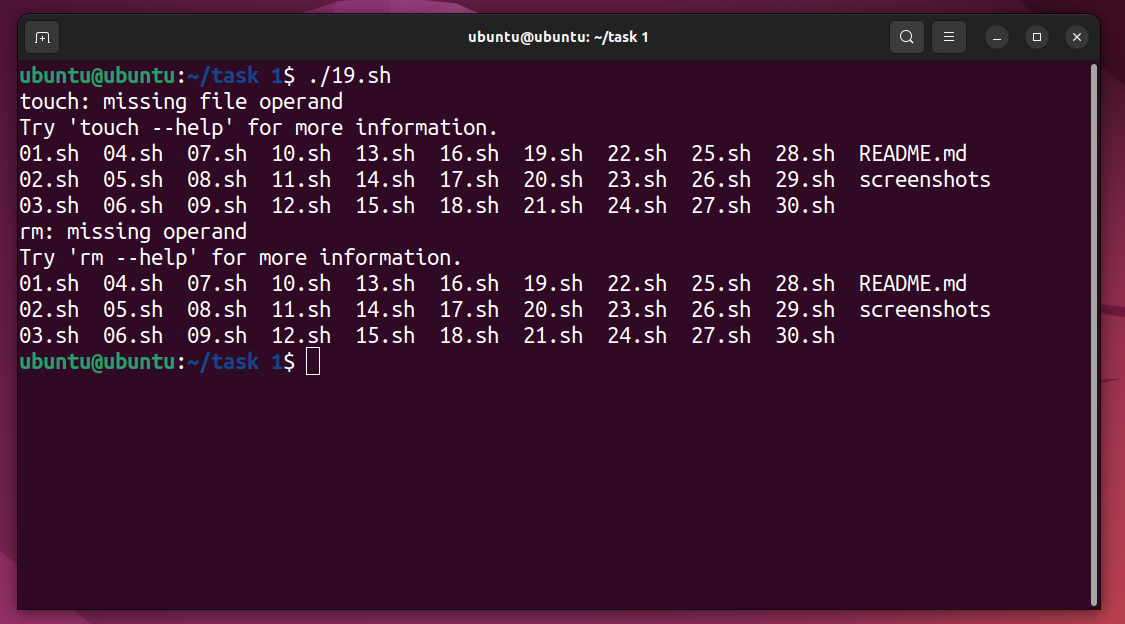 ubuntu@ubuntu: ~/task 1
ubuntu@ubuntu:~/task 1$ ./19.sh
touch: missing file operand
Try 'touch --help' for more information.
01.sh  04.sh  07.sh  10.sh  13.sh  16.sh  19.sh  22.sh  25.sh  28.sh  README.md
02.sh  05.sh  08.sh  11.sh  14.sh  17.sh  20.sh  23.sh  26.sh  29.sh  screenshots
03.sh  06.sh  09.sh  12.sh  15.sh  18.sh  21.sh  24.sh  27.sh  30.sh
rm: missing operand
Try 'rm --help' for more information.
01.sh  04.sh  07.sh  10.sh  13.sh  16.sh  19.sh  22.sh  25.sh  28.sh  README.md
02.sh  05.sh  08.sh  11.sh  14.sh  17.sh  20.sh  23.sh  26.sh  29.sh  screenshots
03.sh  06.sh  09.sh  12.sh  15.sh  18.sh  21.sh  24.sh  27.sh  30.sh
ubuntu@ubuntu:~/task 1$